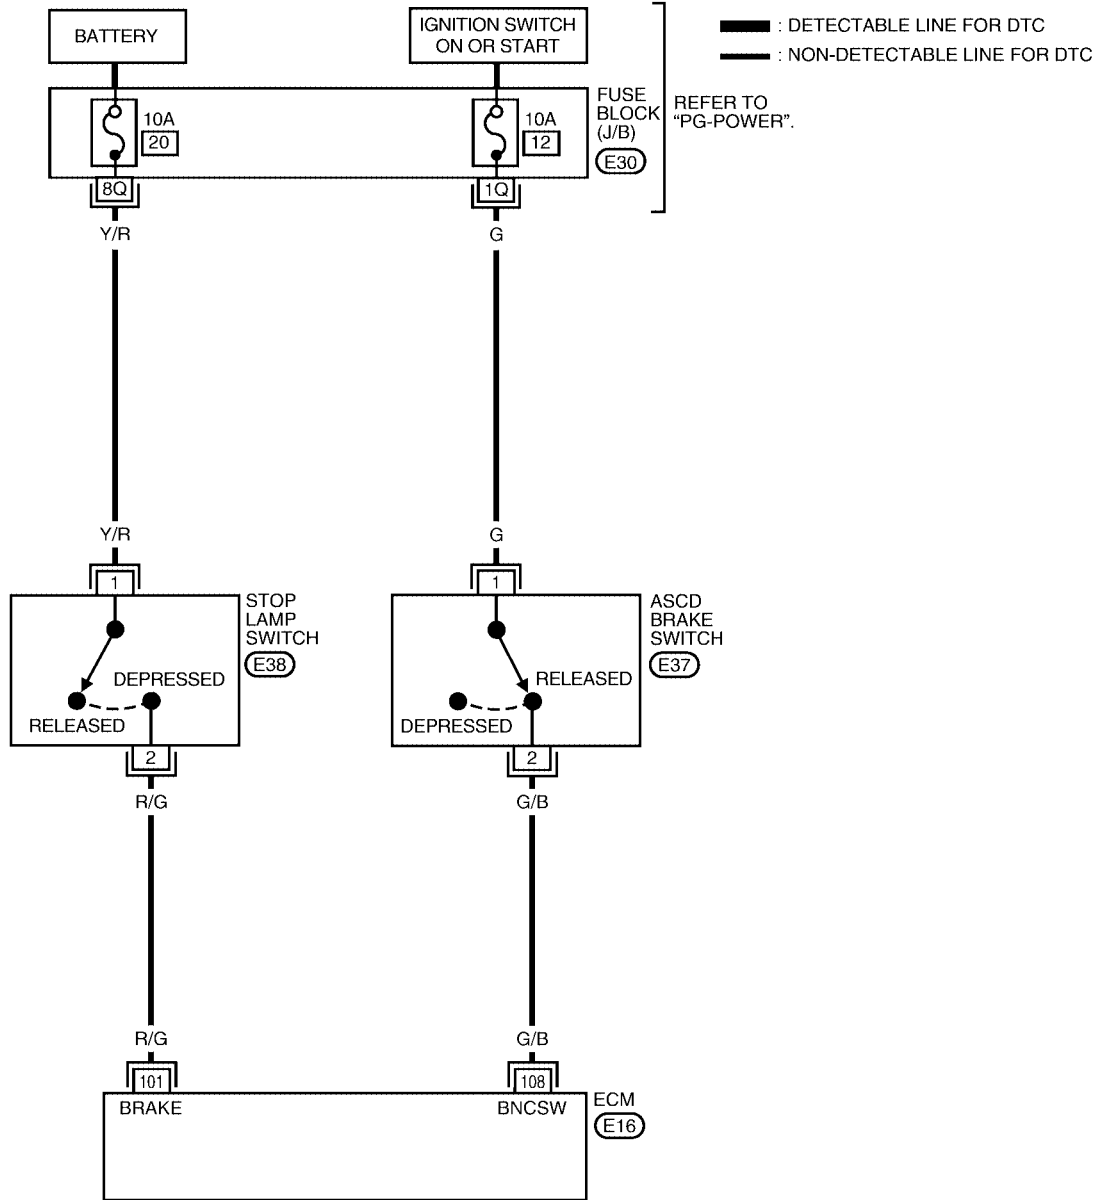 BATTERY
IGNITION SWITCH
ON OR START
: DETECTABLE LINE FOR DTC
: NON-DETECTABLE LINE FOR DTC
10A
20
10A
12
FUSE
BLOCK
(J/B)
E30
REFER TO
“PG-POWER”.
8Q
1Q
Y/R
G
Y/R
G
1
1
STOP
LAMP
SWITCH
E38
DEPRESSED
RELEASED
ASCD
BRAKE
SWITCH
E37
RELEASED
DEPRESSED
2
2
R/G
G/B
R/G
G/B
101
108
BRAKE
BNCSW
ECM
E16